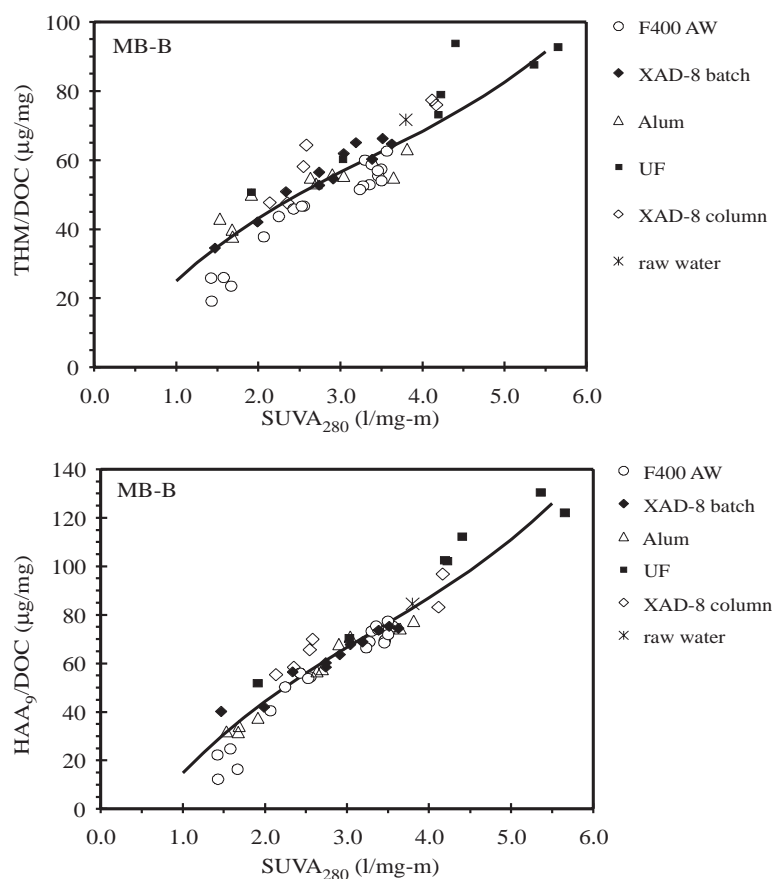 MB-B
THM/DOC (μg/mg)
100
80
60
40
20
0
0.0 1.0 2.0 3.0 4.0 5.0 6.0
SUVA280 (l/mg-m)
F400 AW
XAD-8 batch
Alum
UF
XAD-8 column
raw water
MB-B
HAA9/DOC (μg/mg)
140
120
100
80
60
40
20
0
0.0 1.0 2.0 3.0 4.0 5.0 6.0
SUVA280 (l/mg-m)
F400 AW
XAD-8 batch
Alum
UF
XAD-8 column
raw water